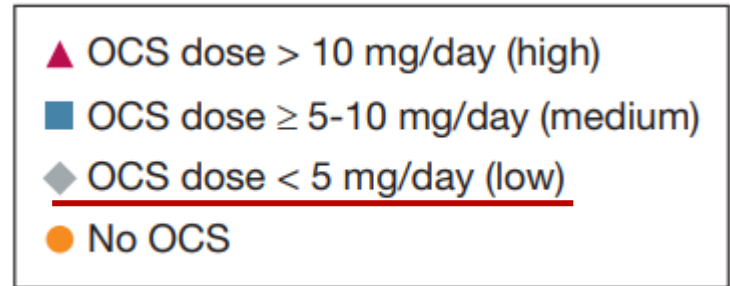 OCS dose > 10 mg/day (high)
OCS dose ≥ 5-10 mg/day (medium)
OCS dose < 5 mg/day (low)
No OCS